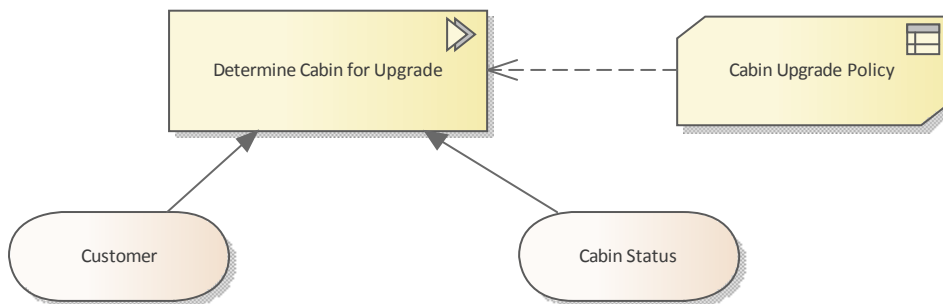 Determine Cabin for Upgrade
Cabin Upgrade Policy
Customer
Cabin Status